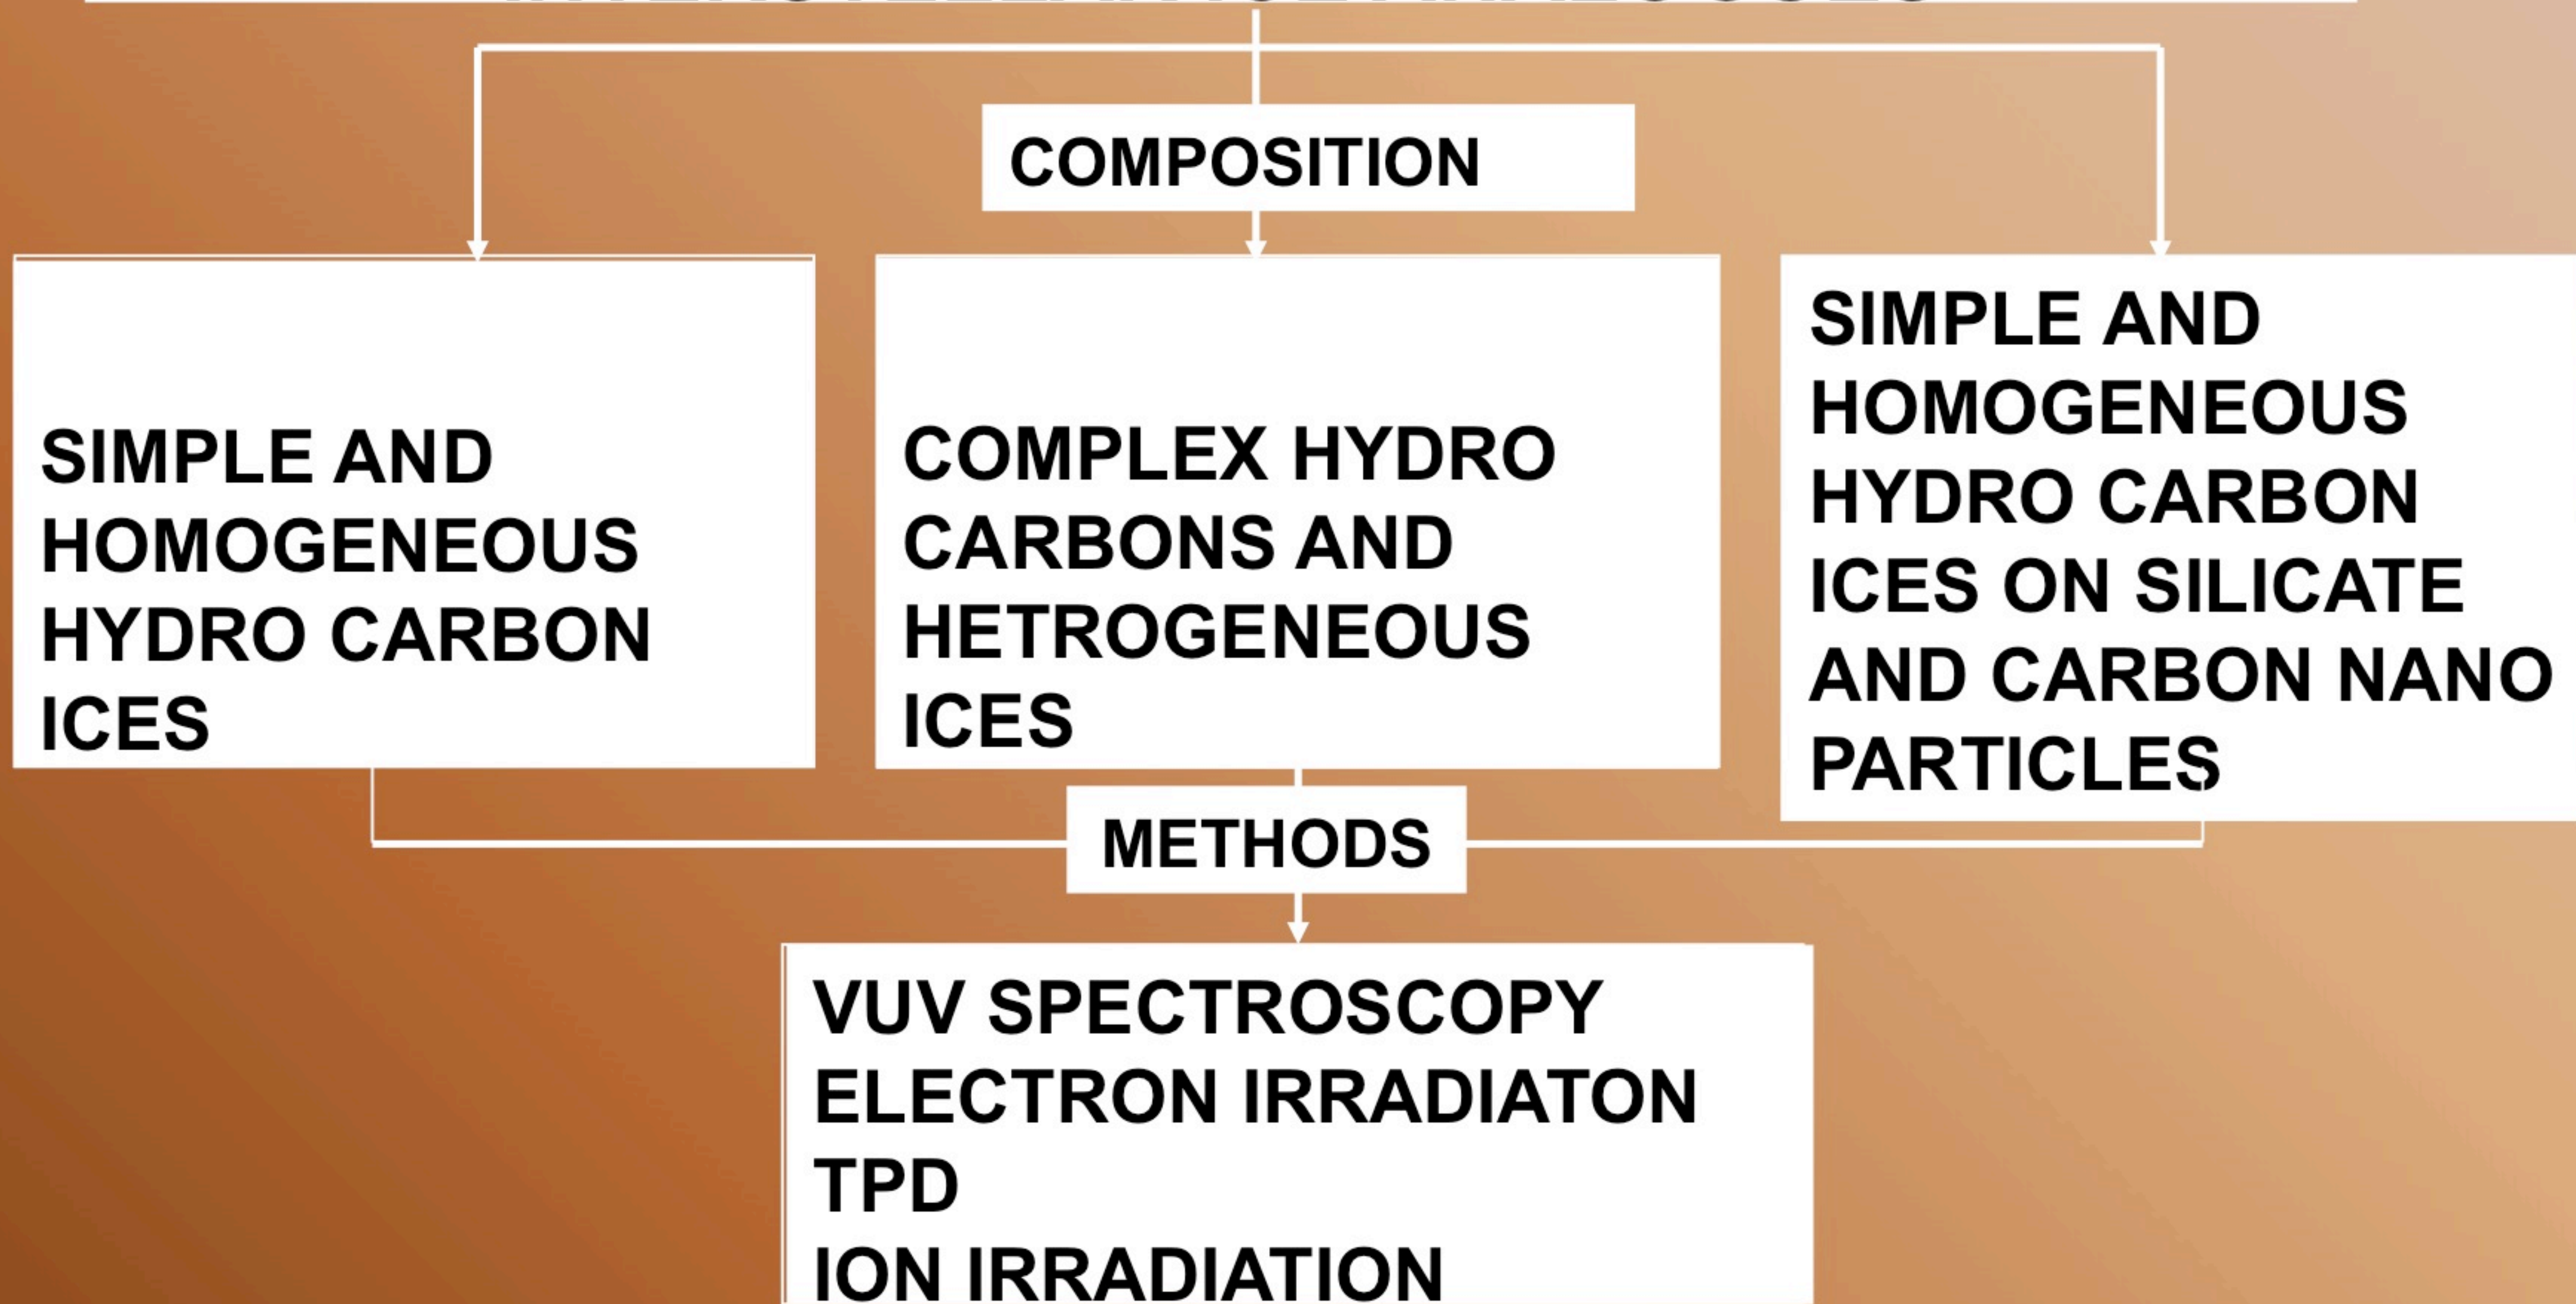 COMPOSITION
SIMPLE AND
HOMOGENEOUS
HYDRO CARBON
ICES
COMPLEX HYDRO
CARBONS AND
HETROGENEOUS
ICES
SIMPLE AND
HOMOGENEOUS
HYDRO CARBON
ICES ON SILICATE
AND CARBON NANO
PARTICLES
METHODS
VUV SPECTROSCOPY
ELECTRON IRRADIATON
TPD
ION IRRADIATION